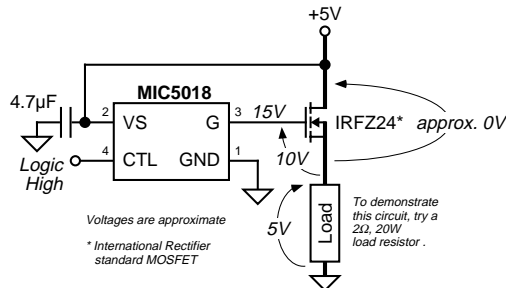 +5V
MIC5018
4.7µF
2
VS
G
3
15V
IRFZ24*
approx. 0V
4
CTL
GND
1
10V
Logic
High
5V
Load
To demonstrate
this circuit, try a
2Ω, 20W
load resistor .
Voltages are approximate
* International Rectifier
standard MOSFET